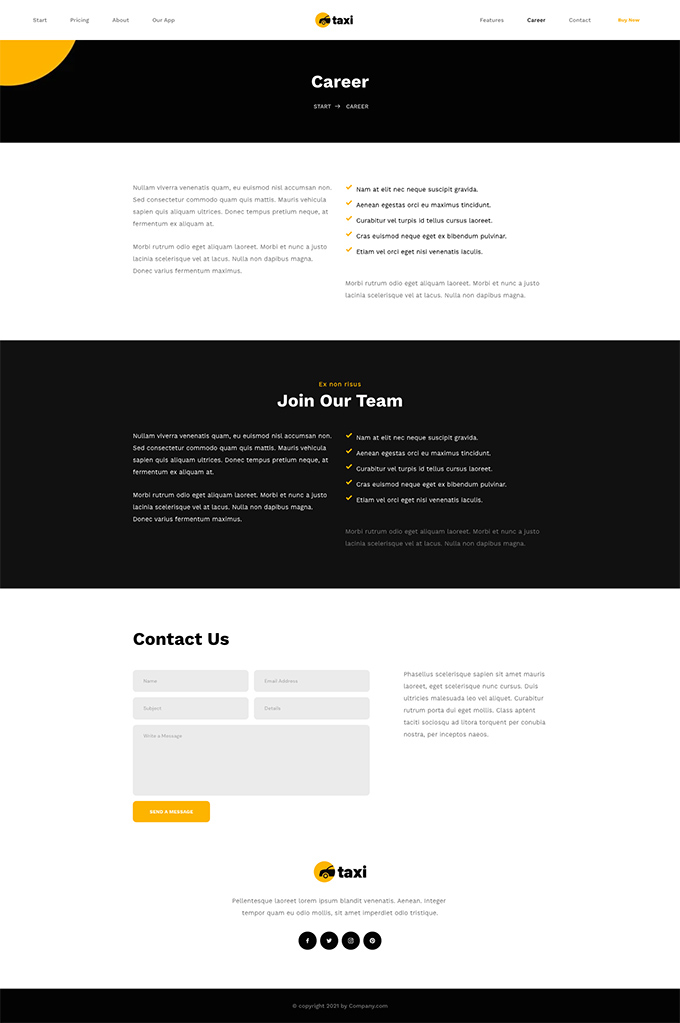 Start
Pricing
About
Our App
taxi
Features
Career
Contact
Buy Now
Career
START → CAREER
Nullam viverra venenatis quam, eu euismod nisl accumsan non.
Sed consectetur commodo quam quis mattis. Mauris vehicula
sapien quis aliquam ultrices. Donec tempus pretium neque, at
fermentum ex aliquam at.
Morbi rutrum odio eget aliquam laoreet. Morbi et nunc a justo
lacinia scelerisque vel at lacus. Nulla non dapibus magna.
Donec varius fermentum maximus.
Nam at elit nec neque suscipit gravida.
Aenean egestas orci eu maximus tincidunt.
Curabitur vel turpis id tellus cursus laoreet.
Cras euismod neque eget ex bibendum pulvinar.
Etiam vel orci eget nisi venenatis iaculis.
Morbi rutrum odio eget aliquam laoreet. Morbi et nunc a justo
lacinia scelerisque vel at lacus. Nulla non dapibus magna.
Ex non risus
Join Our Team
Nullam viverra venenatis quam, eu euismod nisl accumsan non.
Sed consectetur commodo quam quis mattis. Mauris vehicula
sapien quis aliquam ultrices. Donec tempus pretium neque, at
fermentum ex aliquam at.
Morbi rutrum odio eget aliquam laoreet. Morbi et nunc a justo
lacinia scelerisque vel at lacus. Nulla non dapibus magna.
Donec varius fermentum maximus.
Nam at elit nec neque suscipit gravida.
Aenean egestas orci eu maximus tincidunt.
Curabitur vel turpis id tellus cursus laoreet.
Cras euismod neque eget ex bibendum pulvinar.
Etiam vel orci eget nisi venenatis iaculis.
Morbi rutrum odio eget aliquam laoreet. Morbi et nunc a justo
lacinia scelerisque vel at lacus. Nulla non dapibus magna.
Contact Us
Name
Email Address
Subject
Details
Write a Message
SEND A MESSAGE
Phasellus scelerisque sapien sit amet mauris
laoreet, eget scelerisque nunc cursus. Duis
ultricies malesuada leo vel aliquet. Curabitur
rutrum porta dui eget mollis. Class aptent
taciti sociosqu ad litora torquent per conubia
nostra, per inceptos naeos.
taxi
Pellentesque laoreet lorem ipsum blandit venenatis. Aenean. Integer
tempor quam eu odio mollis, sit amet imperdiet odio tristique.
© copyright 2021 by Company.com